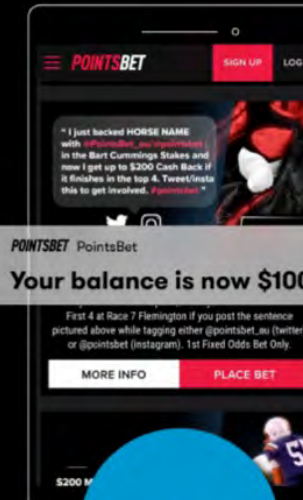 POINTSBET
SIGN UP
LOG
" I just backed HORSE NAME
with @PointsBet_au/@pointsbet
in the Bart Cummings Stakes and
now I get up to $200 Cash Back if
it finishes in the top 4. Tweet/insta
this to get involved. #pointsbet "
POINTSBET PointsBet
Your balance is now $100
First 4 at Race 7 Flemington if you post the sentence
pictured above while tagging either @pointsbet_au (twitter)
or @pointsbet (instagram). 1st Fixed Odds Bet Only.
MORE INFO
PLACE BET
$200 M
5